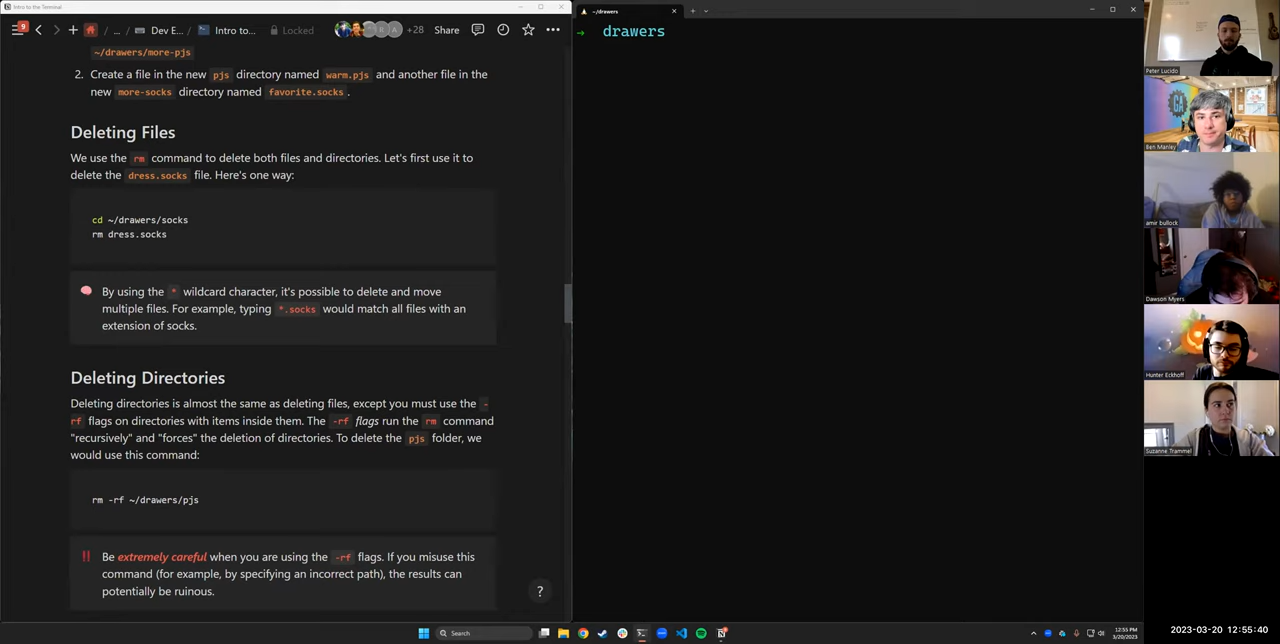 Intro to the Terminal
9
...
Dev E...
/
Intro to...
Locked
R
A
+28
Share
~/drawers/more-pjs
2. Create a file in the new pjs directory named warm.pjs and another file in the
new more-socks directory named favorite.socks.
Deleting Files
We use the rm command to delete both files and directories. Let's first use it to
delete the dress.socks file. Here's one way:
cd ~/drawers/socks
rm dress.socks
By using the * wildcard character, it's possible to delete and move
multiple files. For example, typing *.socks would match all files with an
extension of socks.
Deleting Directories
Deleting directories is almost the same as deleting files, except you must use the -
rf flags on directories with items inside them. The -rf flags run the rm command
"recursively" and "forces" the deletion of directories. To delete the pjs folder, we
would use this command:
rm -rf ~/drawers/pjs
Be extremely careful when you are using the -rf flags. If you misuse this
command (for example, by specifying an incorrect path), the results can
potentially be ruinous.
?
~/drawers
→ drawers
Peter Lucido
GA
Ben Manley
amir bullock
Dawson Myers
Hunter Eckhoff
Suzanne Trammel
Search
12:55 PM
3/20/2023
2023-03-20 12:55:40